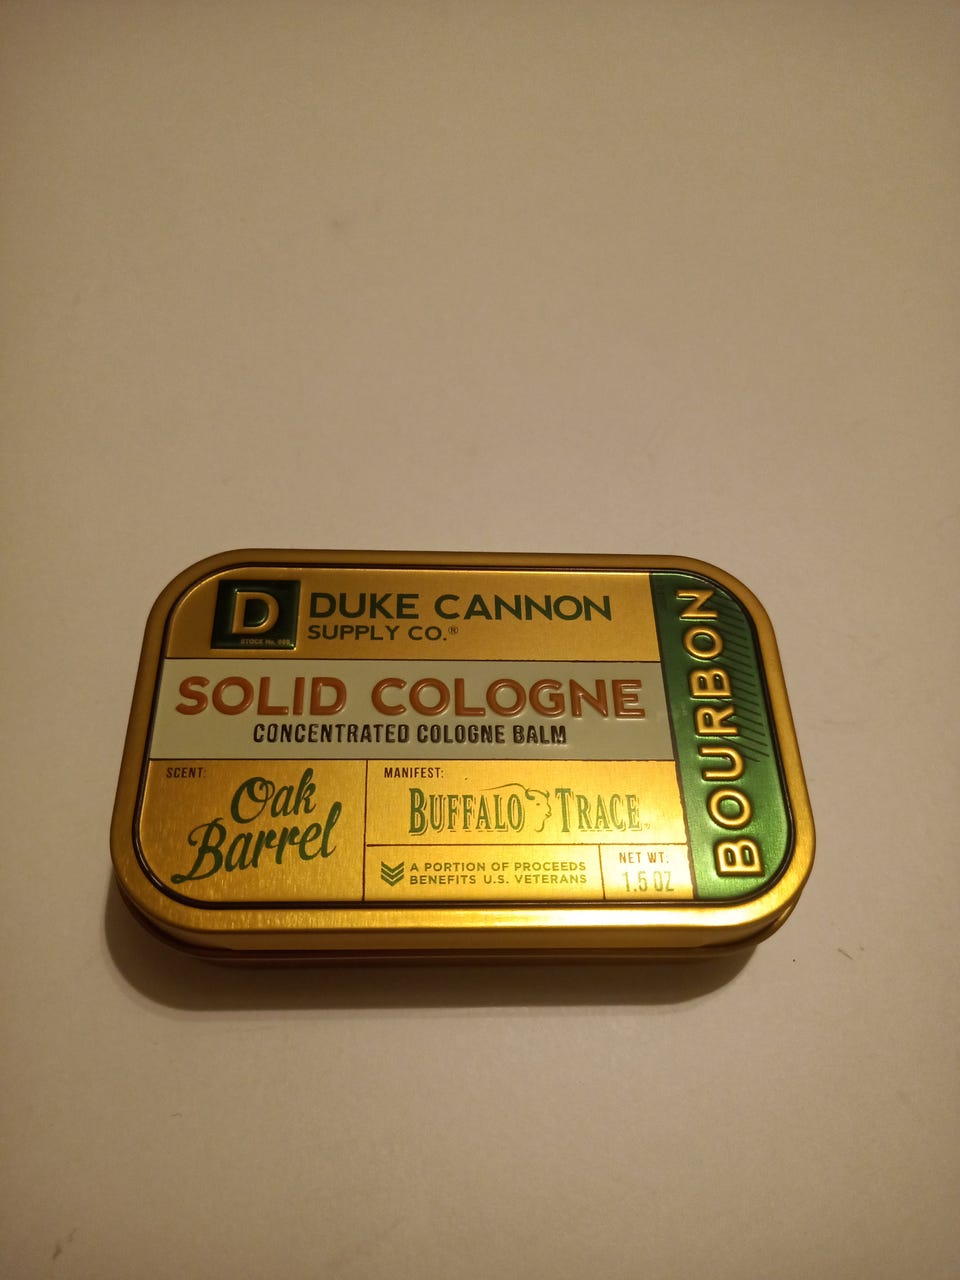 D
DUKE CANNON
SUPPLY CO.®
SOLID COLOGNE
CONCENTRATED COLOGNE BALM
SCENT:
Oak
Barrel
MANIFEST:
BUFFALO TRACE
A PORTION OF PROCEEDS
BENEFITS U.S. VETERANS
NET WT:
1.5 OZ
BOURBON